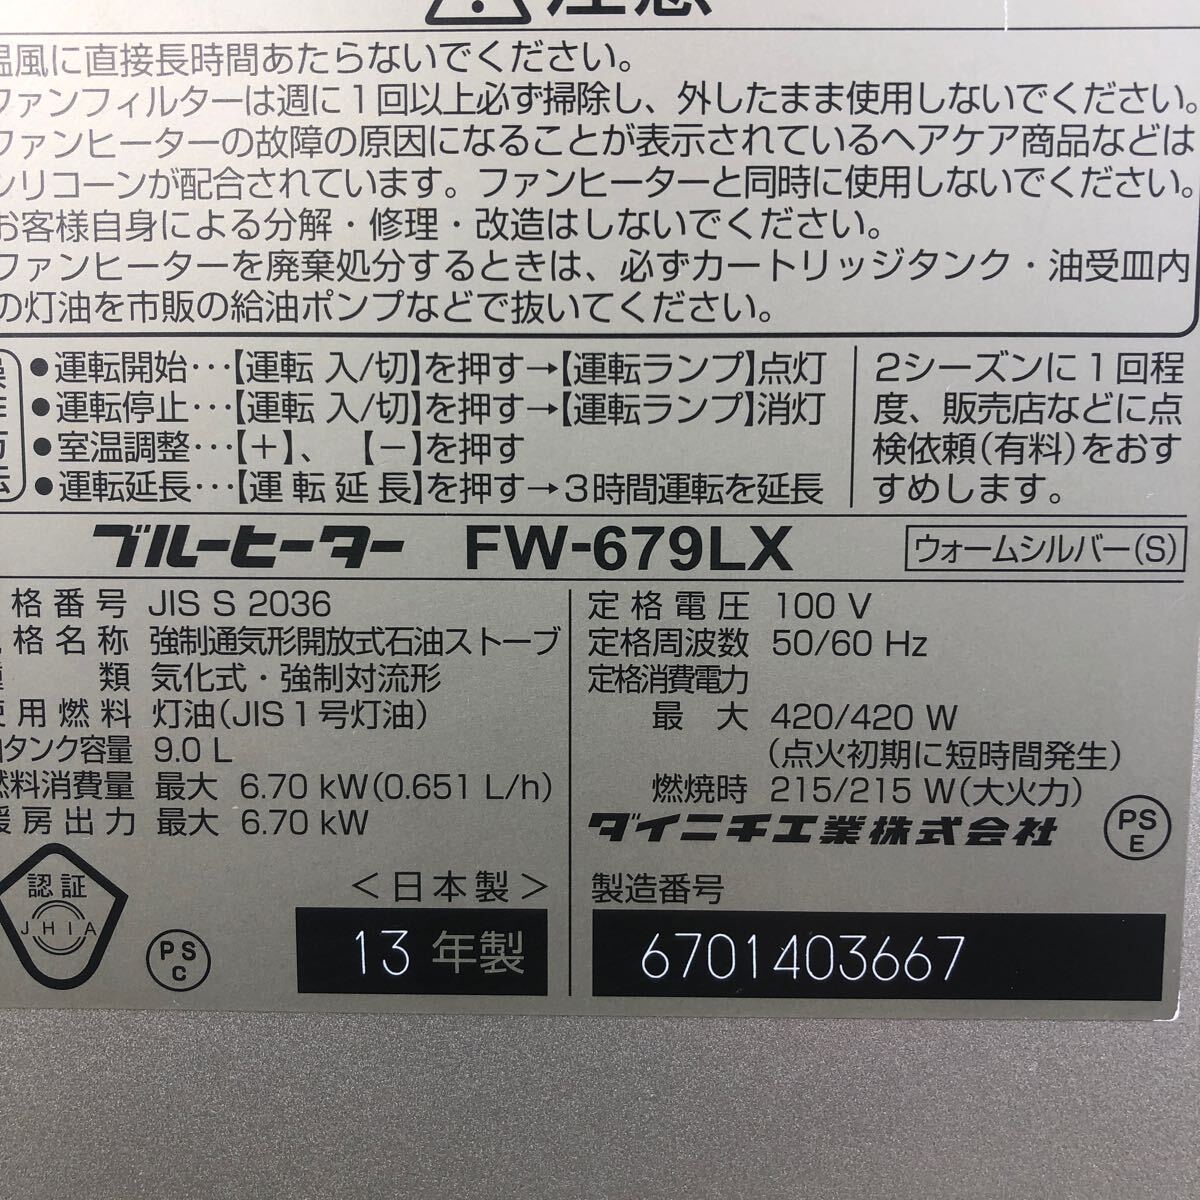 注意
温風に直接長時間あたらないでください。
ファンフィルターは週に1回以上必ず掃除し、外したまま使用しないでください。
ファンヒーターの故障の原因になることが表示されているヘアケア商品などは
シリコーンが配合されています。ファンヒーターと同時に使用しないでください。
お客様自身による分解・修理・改造はしないでください。
ファンヒーターを廃棄処分するときは、必ずカートリッジタンク・油受皿内
の灯油を市販の給油ポンプなどで抜いてください。
●運転開始‥‥【運転 入/切】を押す→【運転ランプ】点灯
●運転停止‥‥【運転 入/切】を押す→【運転ランプ】消灯
●室温調整‥‥【+】、【-】を押す
●運転延長‥‥【運転延長】を押す→3時間運転を延長
2シーズンに1回程
度、販売店などに点
検依頼(有料)をおす
すめします。
ブルーヒーター FW-679LX ウォームシルバー(S)
格番号 JIS S 2036
格名称 強制通気形開放式石油ストーブ
類 気化式・強制対流形
使用燃料 灯油(JIS1号灯油)
油タンク容量 9.0 L
燃料消費量 最大 6.70 kW(0.651 L/h)
暖房出力 最大 6.70 kW
定格電圧 100 V
定格周波数 50/60 Hz
定格消費電力
最大 420/420 W
(点火初期に短時間発生)
燃焼時 215/215 W(大火力)
ダイニチ工業株式会社
PS
E
認証
JHIA
PS
C
<日本製>
13 年製
製造番号
6701403667